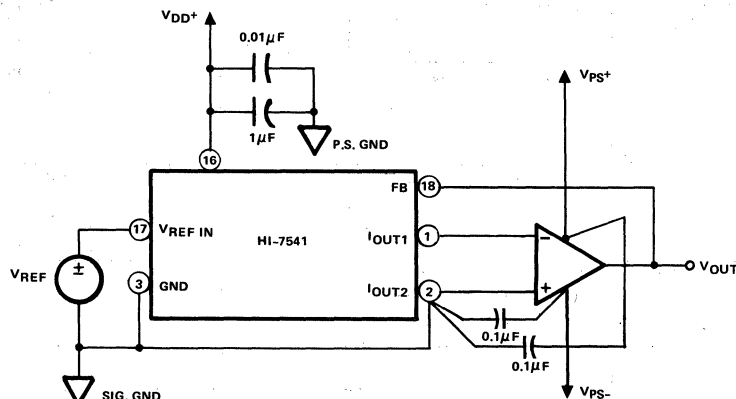 VDD+
0.01μF
1μF
P.S. GND
VPS+
16
FB
18
17
VREF IN
HI-7541
IOUT1
1
VREF
±
3
GND
IOUT2
2
−
+
VOUT
0.1μF
0.1μF
SIG. GND
VPS-